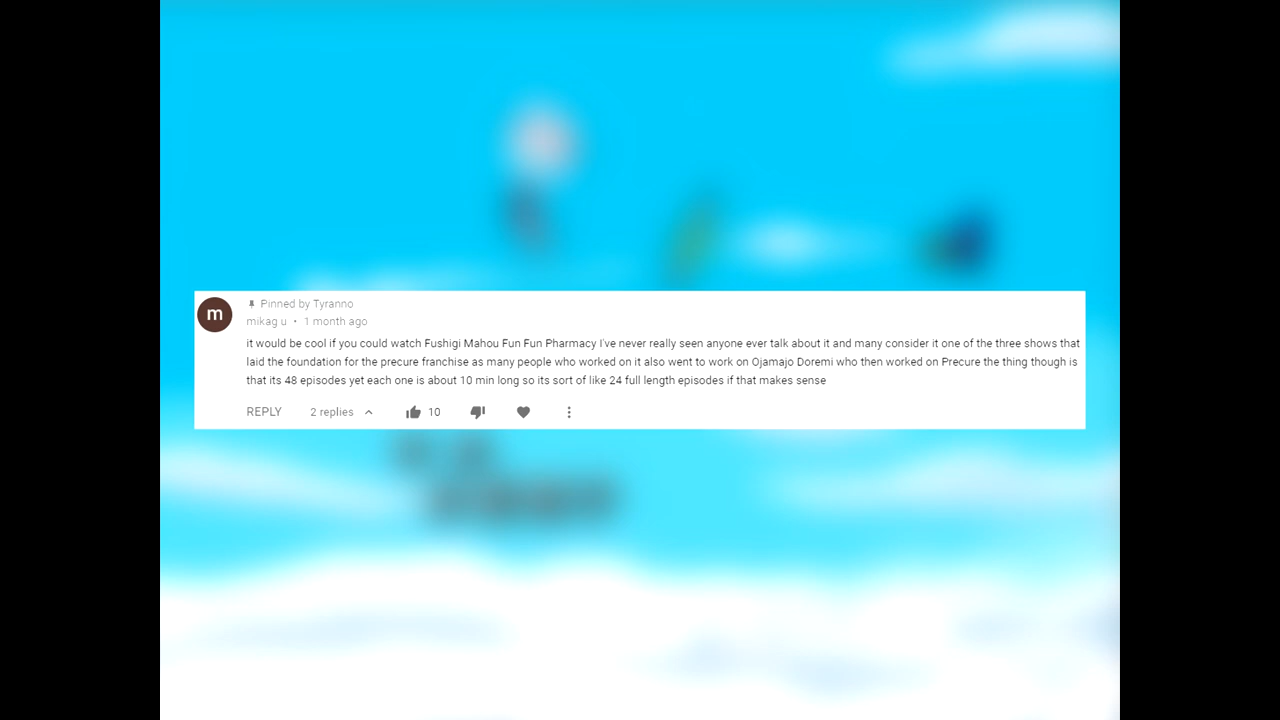 m
Pinned by Tyranno
mikag u • 1 month ago
it would be cool if you could watch Fushigi Mahou Fun Fun Pharmacy I've never really seen anyone ever talk about it and many consider it one of the three shows that
laid the foundation for the precure franchise as many people who worked on it also went to work on Ojamajo Doremi who then worked on Precure the thing though is
that its 48 episodes yet each one is about 10 min long so its sort of like 24 full length episodes if that makes sense
REPLY 2 replies 10